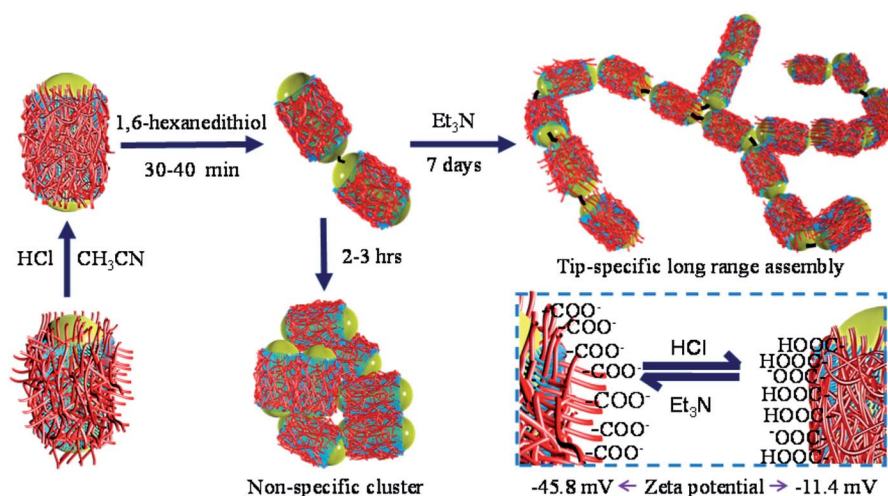 1,6-hexanedithiol
30-40 min
Et₃N
7 days
HCl CH₃CN
2-3 hrs
Tip-specific long range assembly
Non-specific cluster
-COO⁻
-COO⁻
-COO⁻
-COO⁻
-COO⁻
-COO⁻
-COO⁻
HCl
Et₃N
HOOC-
HOOC-
⁻OOC-
HOOC-
HOOC-
⁻OOC-
HOOC-
-45.8 mV ← Zeta potential → -11.4 mV